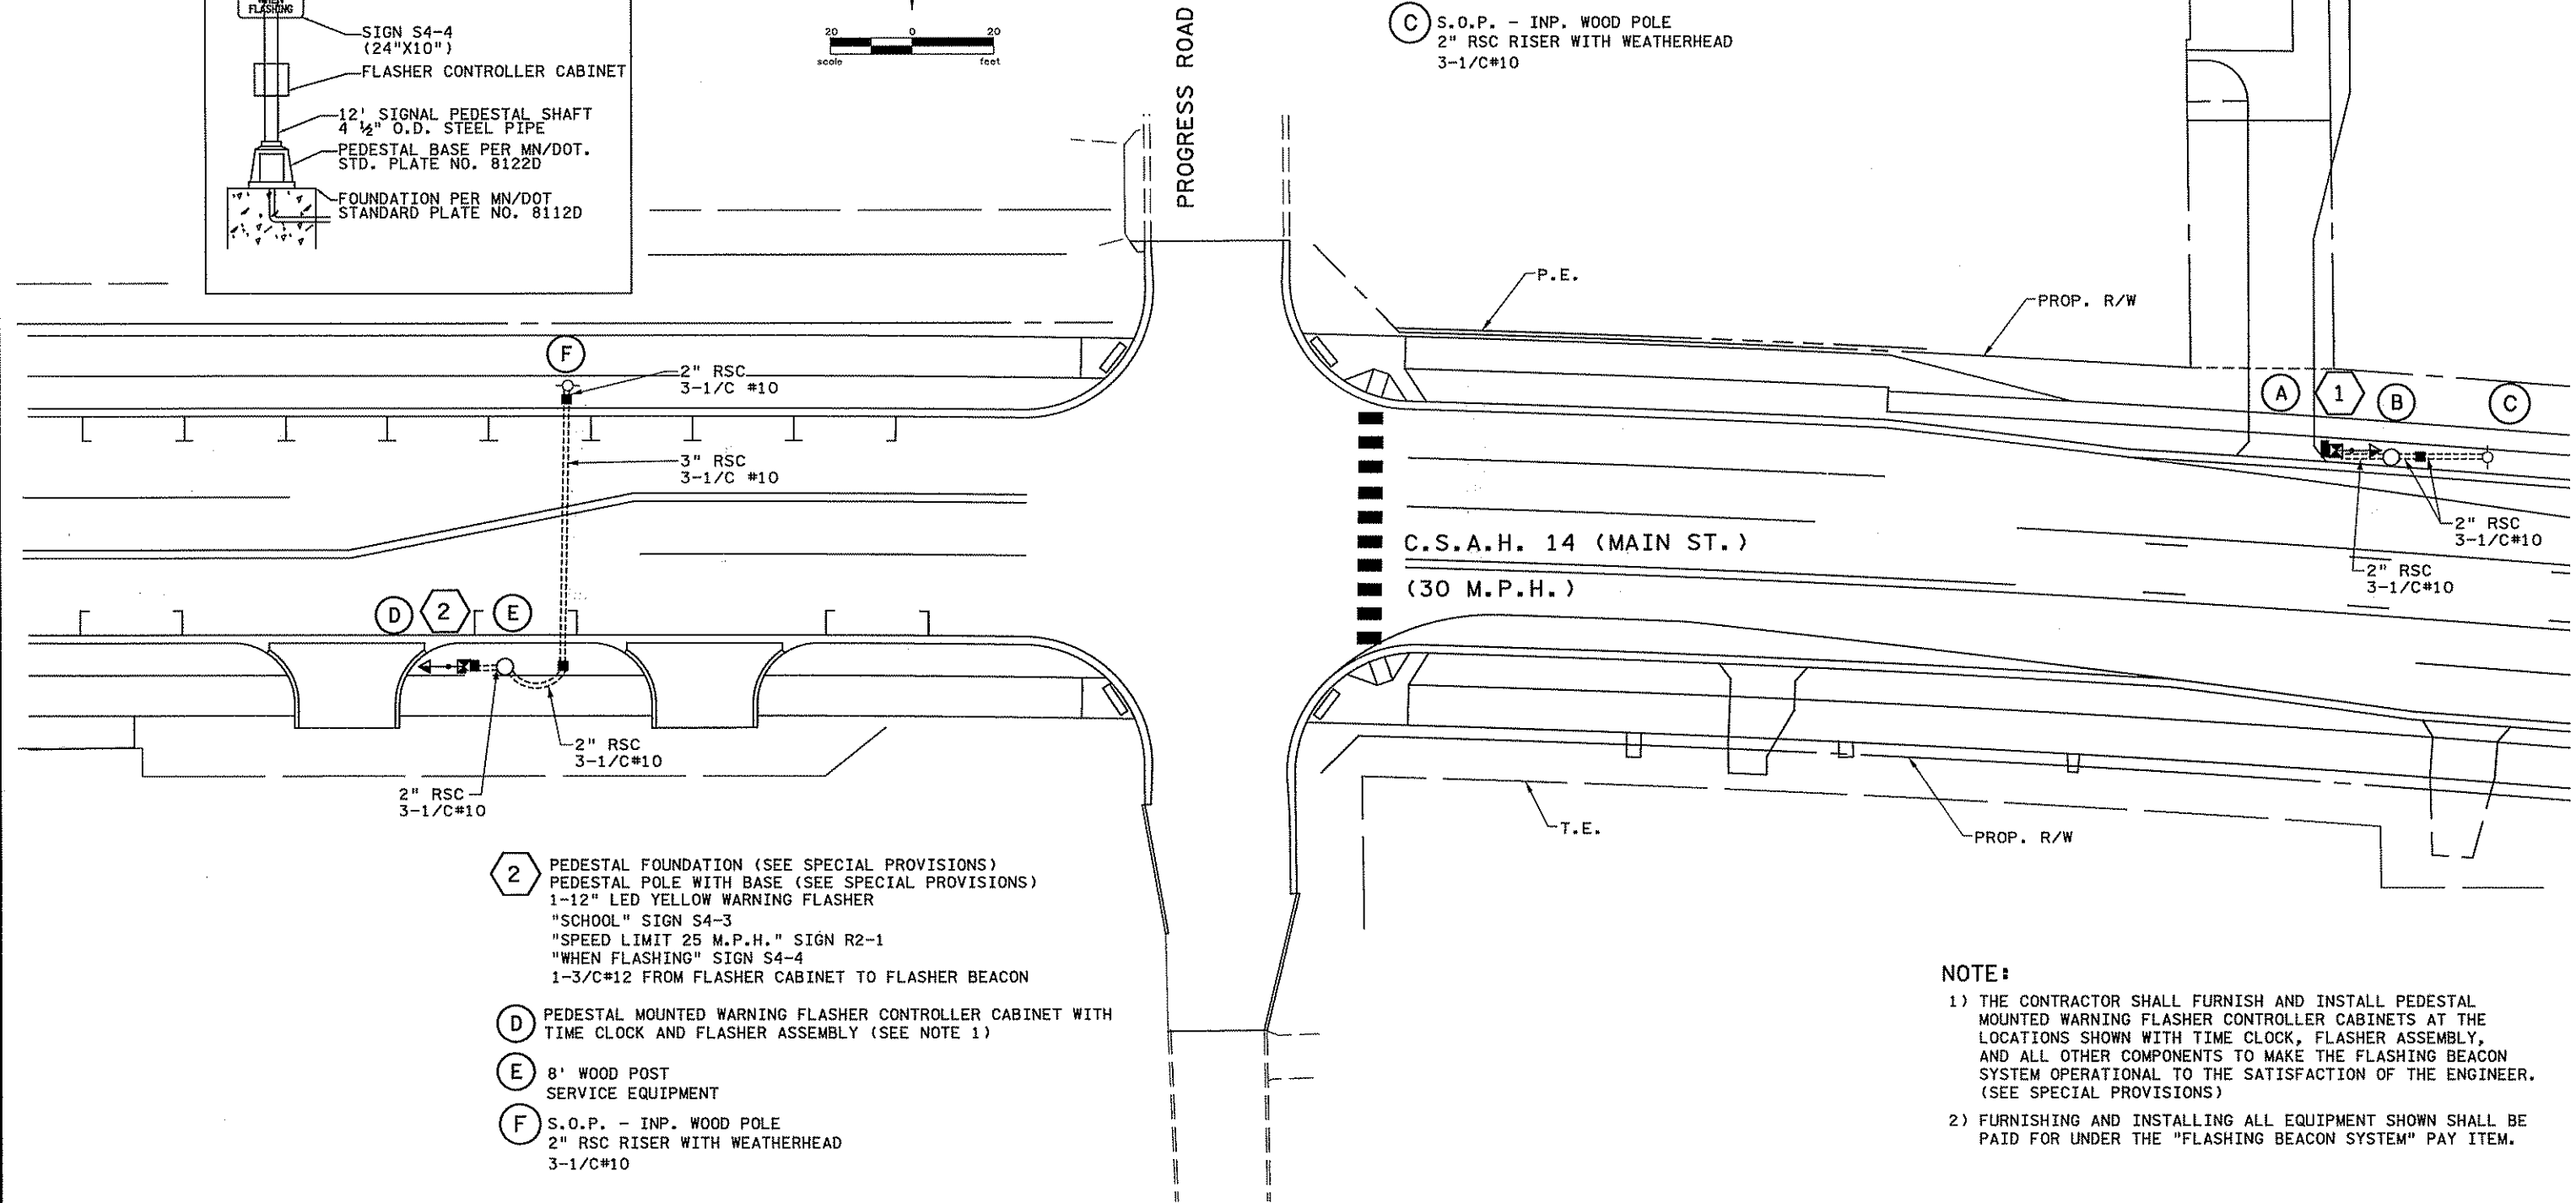 WHEN
FLASHING
SIGN S4-4
(24"X10")
FLASHER CONTROLLER CABINET
12' SIGNAL PEDESTAL SHAFT
4 ½" O.D. STEEL PIPE
PEDESTAL BASE PER MN/DOT.
STD. PLATE NO. 8122D
FOUNDATION PER MN/DOT
STANDARD PLATE NO. 8112D
20 0 20
scale feet
PROGRESS ROAD
C S.O.P. - INP. WOOD POLE
2" RSC RISER WITH WEATHERHEAD
3-1/C#10
P.E.
PROP. R/W
F
2" RSC
3-1/C #10
3" RSC
3-1/C #10
A 1 B C
2" RSC
3-1/C#10
2" RSC
3-1/C#10
C.S.A.H. 14 (MAIN ST.)
(30 M.P.H.)
D 2 E
2" RSC
3-1/C#10
2" RSC
3-1/C#10
T.E.
PROP. R/W
2 PEDESTAL FOUNDATION (SEE SPECIAL PROVISIONS)
PEDESTAL POLE WITH BASE (SEE SPECIAL PROVISIONS)
1-12" LED YELLOW WARNING FLASHER
"SCHOOL" SIGN S4-3
"SPEED LIMIT 25 M.P.H." SIGN R2-1
"WHEN FLASHING" SIGN S4-4
1-3/C#12 FROM FLASHER CABINET TO FLASHER BEACON
D PEDESTAL MOUNTED WARNING FLASHER CONTROLLER CABINET WITH
TIME CLOCK AND FLASHER ASSEMBLY (SEE NOTE 1)
E 8' WOOD POST
SERVICE EQUIPMENT
F S.O.P. - INP. WOOD POLE
2" RSC RISER WITH WEATHERHEAD
3-1/C#10
NOTE:
1) THE CONTRACTOR SHALL FURNISH AND INSTALL PEDESTAL
MOUNTED WARNING FLASHER CONTROLLER CABINETS AT THE
LOCATIONS SHOWN WITH TIME CLOCK, FLASHER ASSEMBLY,
AND ALL OTHER COMPONENTS TO MAKE THE FLASHING BEACON
SYSTEM OPERATIONAL TO THE SATISFACTION OF THE ENGINEER.
(SEE SPECIAL PROVISIONS)
2) FURNISHING AND INSTALLING ALL EQUIPMENT SHOWN SHALL BE
PAID FOR UNDER THE "FLASHING BEACON SYSTEM" PAY ITEM.